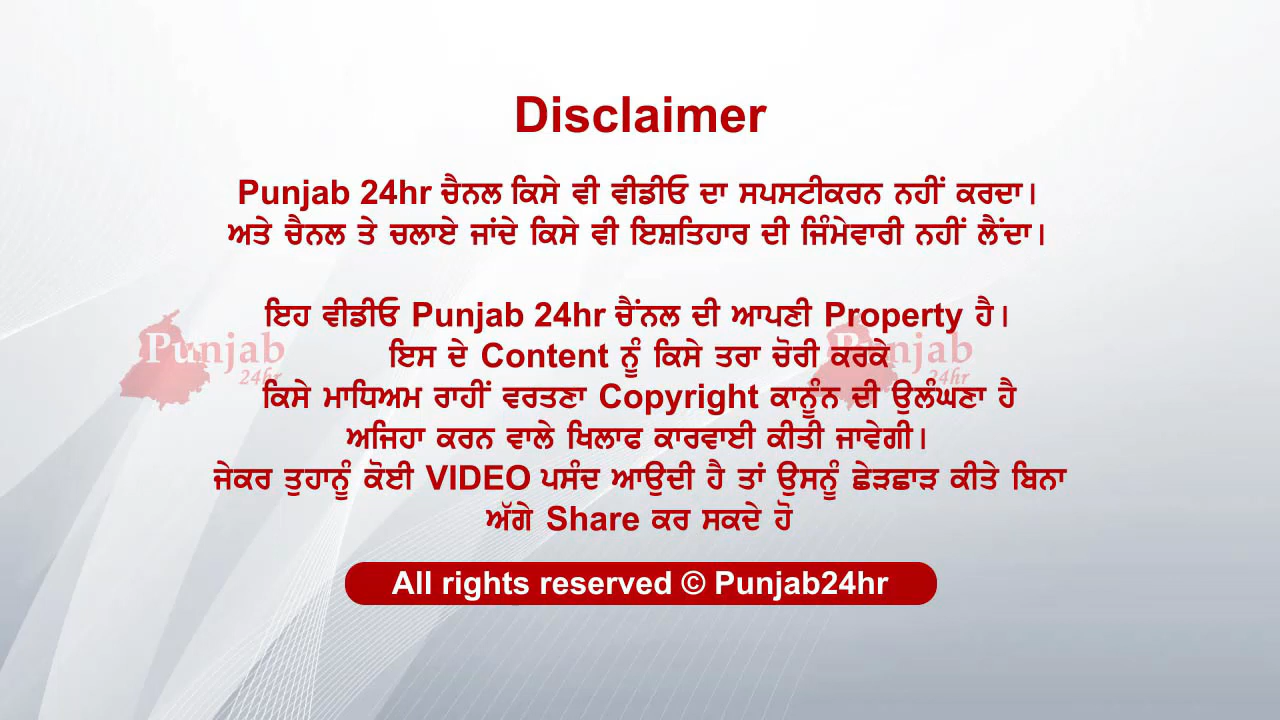 Disclaimer
Punjab 24hr ਚੈਨਲ ਕਿਸੇ ਵੀ ਵੀਡੀਓ ਦਾ ਸਪਸਟੀਕਰਨ ਨਹੀਂ ਕਰਦਾ।
ਅਤੇ ਚੈਨਲ ਤੇ ਚਲਾਏ ਜਾਂਦੇ ਕਿਸੇ ਵੀ ਇਸ਼ਤਿਹਾਰ ਦੀ ਜਿੰਮੇਵਾਰੀ ਨਹੀਂ ਲੈਂਦਾ।
ਇਹ ਵੀਡੀਓ Punjab 24hr ਚੈਂਨਲ ਦੀ ਆਪਣੀ Property ਹੈ।
ਇਸ ਦੇ Content ਨੂੰ ਕਿਸੇ ਤਰਾ ਚੋਰੀ ਕਰਕੇ
ਕਿਸੇ ਮਾਧਿਅਮ ਰਾਹੀਂ ਵਰਤਣਾ Copyright ਕਾਨੂੰਨ ਦੀ ਉਲੰਘਣਾ ਹੈ
ਅਜਿਹਾ ਕਰਨ ਵਾਲੇ ਖਿਲਾਫ ਕਾਰਵਾਈ ਕੀਤੀ ਜਾਵੇਗੀ।
ਜੇਕਰ ਤੁਹਾਨੂੰ ਕੋਈ VIDEO ਪਸੰਦ ਆਉਦੀ ਹੈ ਤਾਂ ਉਸਨੂੰ ਛੇੜਛਾੜ ਕੀਤੇ ਬਿਨਾ
ਅੱਗੇ Share ਕਰ ਸਕਦੇ ਹੋ
All rights reserved © Punjab24hr
Punjab
24hr
Punjab
24hr